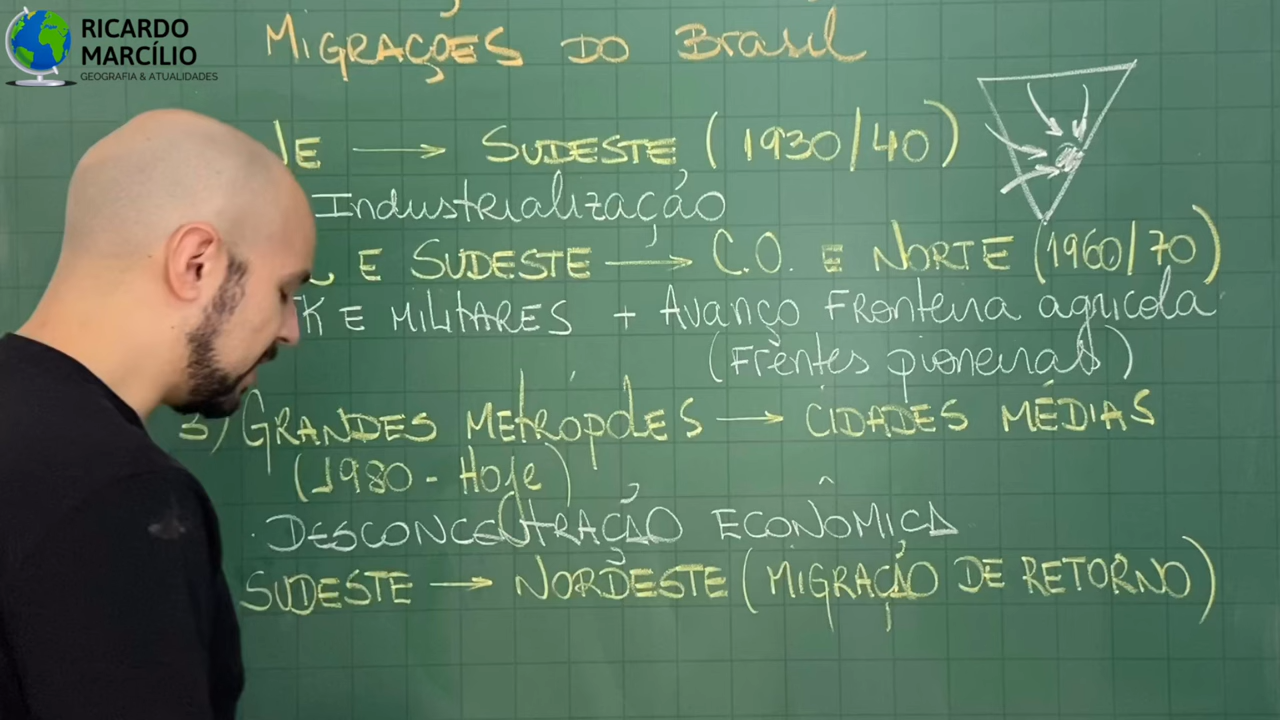 RICARDO
MARCÍLIO
GEOGRAFIA & ATUALIDADES
MIGRAÇÕES DO BRASIL
SUDESTE (1930/40)
Industrialização
E SUDESTE → C.O. E NORTE (1960/70)
E MILITARES + Avanço Fronteira agrícola
(Frentes pioneiras)
3) GRANDES METRÓPOLES → CIDADES MÉDIAS
(1980 - Hoje)
. DESCONCENTRAÇÃO ECONÔMICA
SUDESTE → NORDESTE (MIGRAÇÃO DE RETORNO)